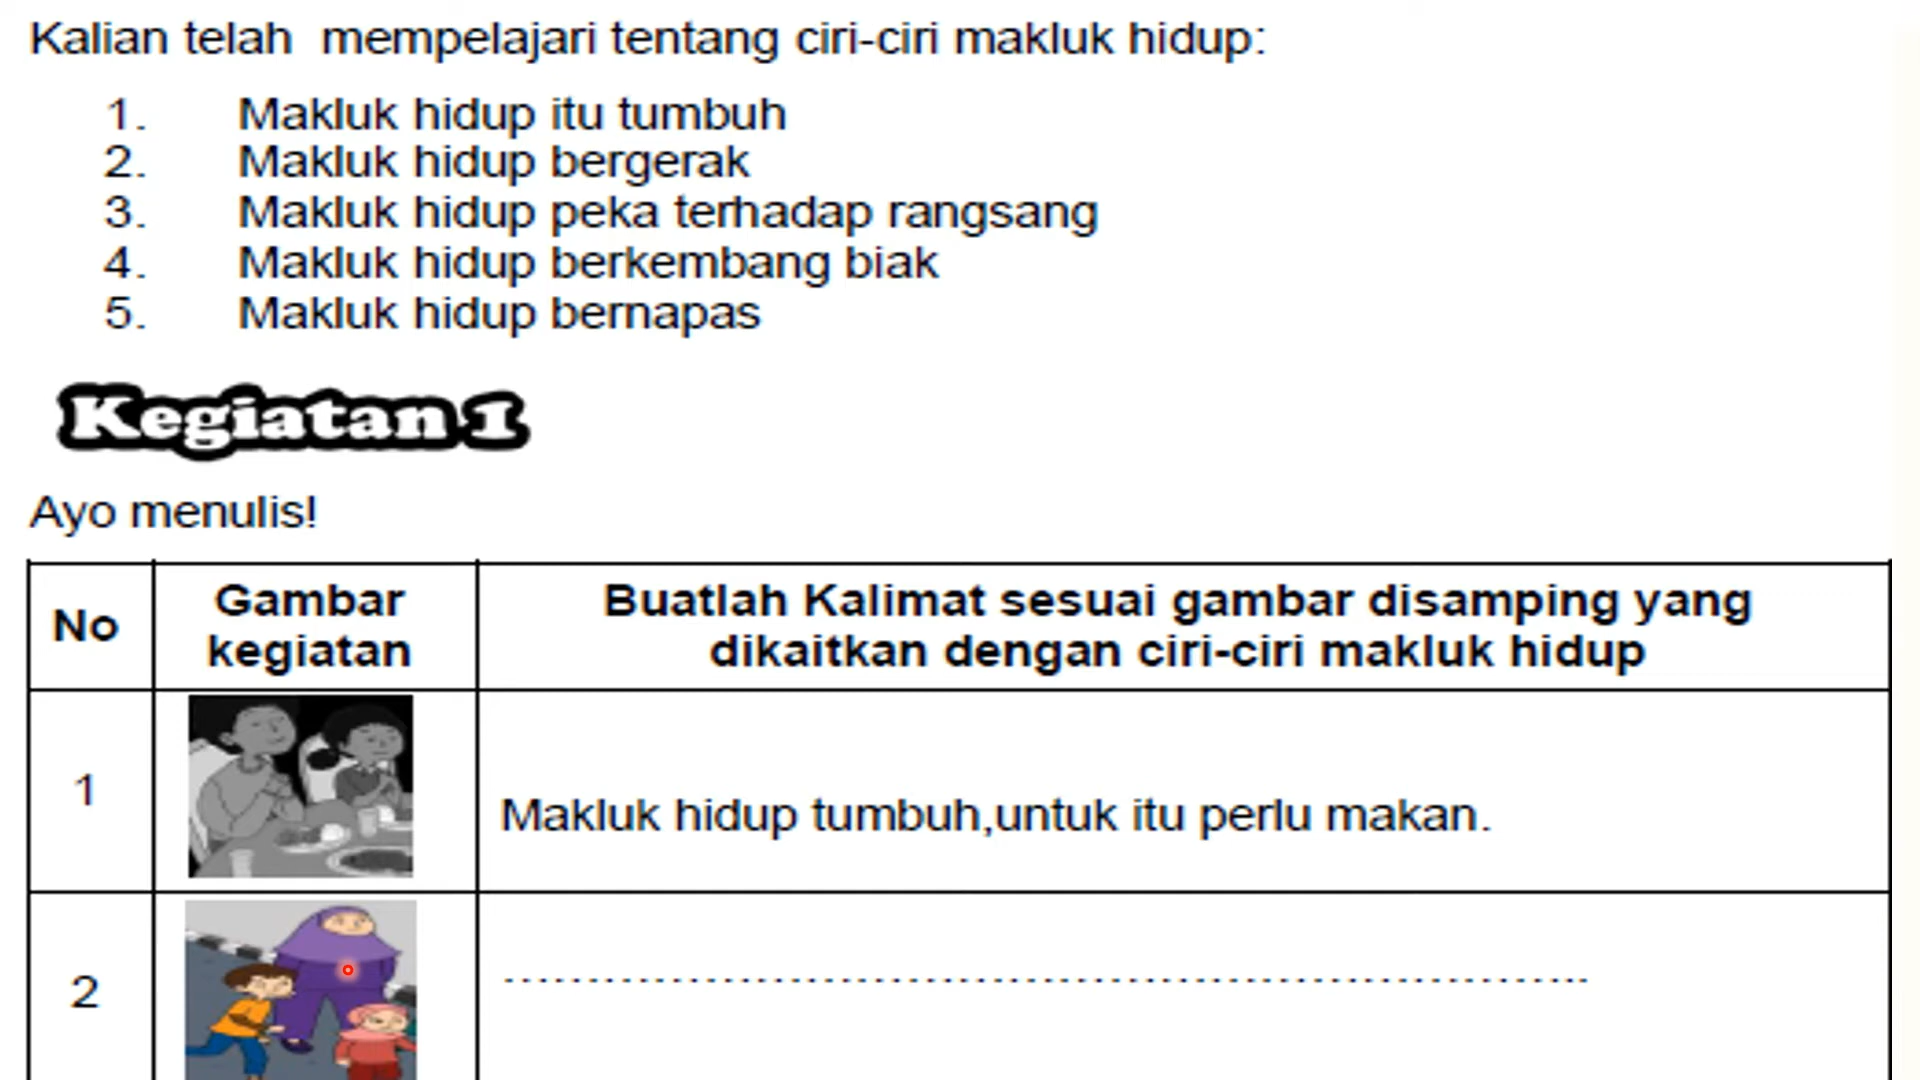 Kalian telah mempelajari tentang ciri-ciri makluk hidup:
1. Makluk hidup itu tumbuh
2. Makluk hidup bergerak
3. Makluk hidup peka terhadap rangsang
4. Makluk hidup berkembang biak
5. Makluk hidup bernapas
Kegiatan 1
Ayo menulis!
No
Gambar
kegiatan
Buatlah Kalimat sesuai gambar disamping yang
dikaitkan dengan ciri-ciri makluk hidup
1
Makluk hidup tumbuh,untuk itu perlu makan.
2